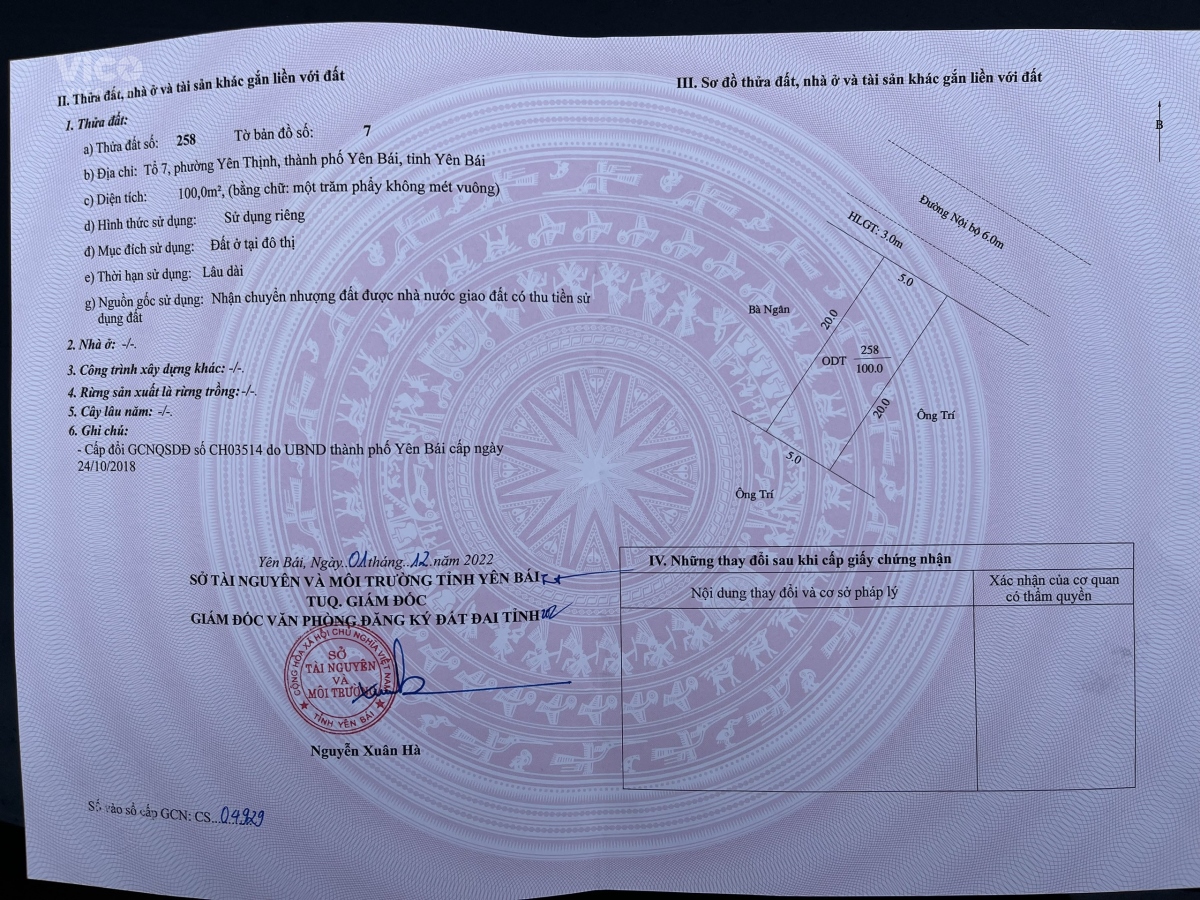 vico
II. Thửa đất, nhà ở và tài sản khác gắn liền với đất
1. Thửa đất:
a) Thửa đất số: 258 Tờ bản đồ số: 7
b) Địa chỉ: Tổ 7, phường Yên Thịnh, thành phố Yên Bái, tỉnh Yên Bái
c) Diện tích: 100,0m², (bằng chữ: một trăm phẩy không mét vuông)
d) Hình thức sử dụng: Sử dụng riêng
đ) Mục đích sử dụng: Đất ở tại đô thị
e) Thời hạn sử dụng: Lâu dài
g) Nguồn gốc sử dụng: Nhận chuyển nhượng đất được nhà nước giao đất có thu tiền sử
dụng đất
2. Nhà ở: -/-.
3. Công trình xây dựng khác: -/-.
4. Rừng sản xuất là rừng trồng: -/-.
5. Cây lâu năm: -/-.
6. Ghi chú:
- Cấp đổi GCNQSDĐ số CH03514 do UBND thành phố Yên Bái cấp ngày
24/10/2018
Yên Bái, Ngày..01tháng..12.năm 2022
SỞ TÀI NGUYÊN VÀ MÔI TRƯỜNG TỈNH YÊN BÁI
TUQ. GIÁM ĐỐC
GIÁM ĐỐC VĂN PHÒNG ĐĂNG KÝ ĐẤT ĐAI TỈNH
CỘNG HÒA XÃ HỘI CHỦ NGHĨA VIỆT NAM
SỞ
TÀI NGUYÊN
VÀ
MÔI TRƯỜNG
TỈNH YÊN BÁI
Nguyễn Xuân Hà
Số vào sổ cấp GCN: CS...04929
III. Sơ đồ thửa đất, nhà ở và tài sản khác gắn liền với đất
B
Đường Nội bộ 6.0m
HLGT: 3.0m
5.0
Bà Ngân
20.0
ODT 258
100.0
20.0
Ông Trí
5.0
Ông Trí
IV. Những thay đổi sau khi cấp giấy chứng nhận
Nội dung thay đổi và cơ sở pháp lý
Xác nhận của cơ quan
có thẩm quyền